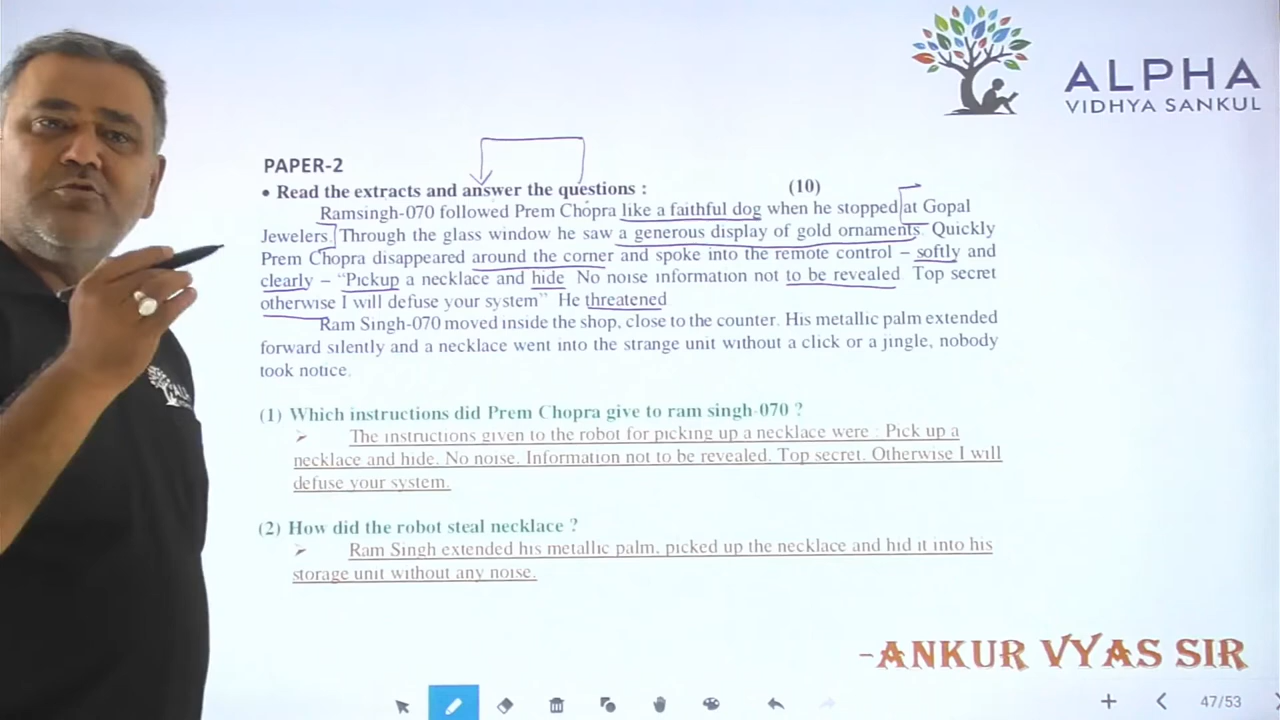 ALPHA
VIDHYA SANKUL
PAPER-2
• Read the extracts and answer the questions : (10)
Ramsingh-070 followed Prem Chopra like a faithful dog when he stopped at Gopal
Jewelers. Through the glass window he saw a generous display of gold ornaments. Quickly
Prem Chopra disappeared around the corner and spoke into the remote control – softly and
clearly – “Pickup a necklace and hide. No noise information not to be revealed. Top secret
otherwise I will defuse your system” He threatened
Ram Singh-070 moved inside the shop, close to the counter. His metallic palm extended
forward silently and a necklace went into the strange unit without a click or a jingle, nobody
took notice.
(1) Which instructions did Prem Chopra give to ram singh-070 ?
➢ The instructions given to the robot for picking up a necklace were : Pick up a
necklace and hide. No noise. Information not to be revealed. Top secret. Otherwise I will
defuse your system.
(2) How did the robot steal necklace ?
➢ Ram Singh extended his metallic palm, picked up the necklace and hid it into his
storage unit without any noise.
-ANKUR VYAS SIR
47/53